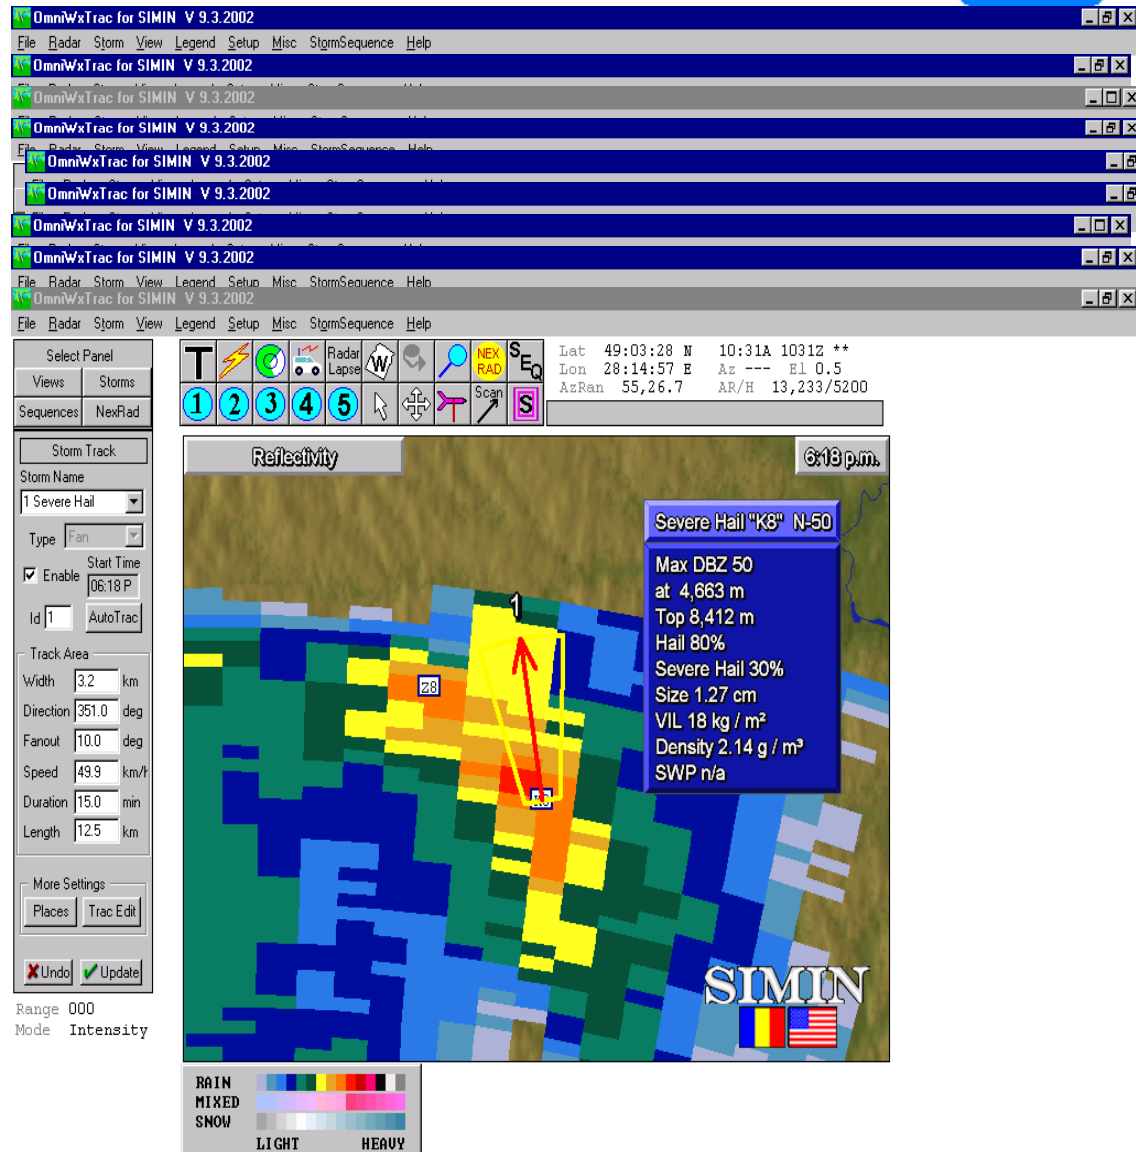 OmniWxTrac for SIMIN V 9.3.2002
File Radar Storm View Legend Setup Misc StormSequence Help
OmniWxTrac for SIMIN V 9.3.2002
OmniWxTrac for SIMIN V 9.3.2002
OmniWxTrac for SIMIN V 9.3.2002
File Radar Storm View Legend Setup Misc StormSequence Help
OmniWxTrac for SIMIN V 9.3.2002
OmniWxTrac for SIMIN V 9.3.2002
OmniWxTrac for SIMIN V 9.3.2002
OmniWxTrac for SIMIN V 9.3.2002
File Radar Storm View Legend Setup Misc StormSequence Help
OmniWxTrac for SIMIN V 9.3.2002
File Radar Storm View Legend Setup Misc StormSequence Help
Select Panel
Views Storms
Sequences NexRad
Storm Track
Storm Name
1 Severe Hail
Type Fan
Enable Start Time
06:18 P
Id 1 AutoTrac
Track Area
Width 3.2 km
Direction 351.0 deg
Fanout 10.0 deg
Speed 49.9 km/h
Duration 15.0 min
Length 12.5 km
More Settings
Places Trac Edit
Undo Update
Range 000
Mode Intensity
T Radar Lapse W NEX RAD SEQ
1 2 3 4 5 Scan S
Lat 49:03:28 N 10:31A 1031Z **
Lon 28:14:57 E Az --- El 0.5
AzRan 55,26.7 AR/H 13,233/5200
Reflectivity
6:18 p.m.
Severe Hail "K8" N-50
Max DBZ 50
at 4,663 m
Top 8,412 m
Hail 80%
Severe Hail 30%
Size 1.27 cm
VIL 18 kg / m²
Density 2.14 g / m³
SWP n/a
1
Z8
SIMIN
RAIN
MIXED
SNOW
LIGHT HEAVY